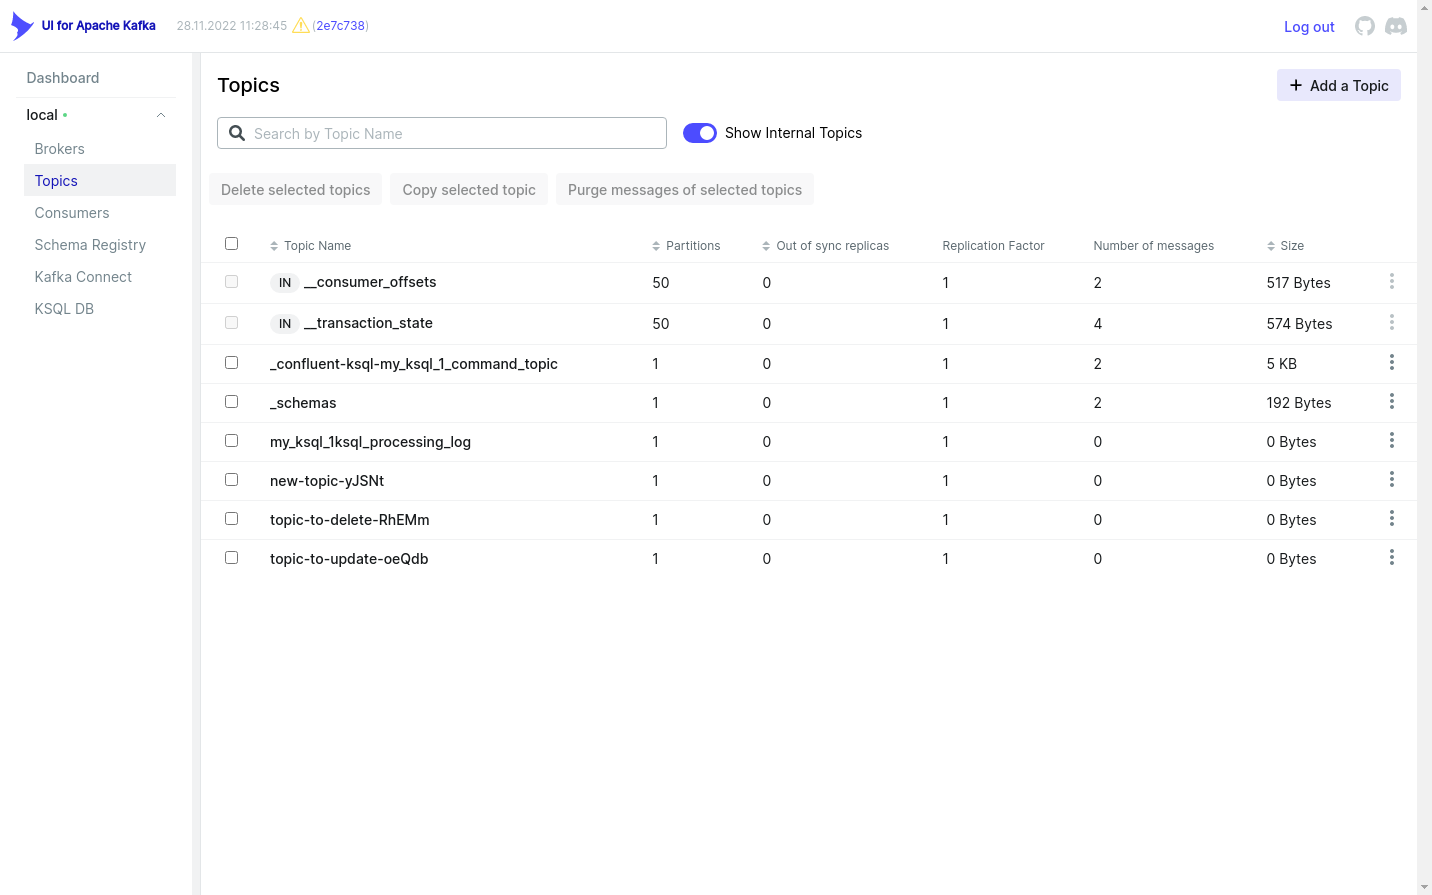 UI for Apache Kafka 28.11.2022 11:28:45 (2e7c738) Log out
Dashboard
local
Brokers
Topics
Consumers
Schema Registry
Kafka Connect
KSQL DB
Topics
Add a Topic
Search by Topic Name
Show Internal Topics
Delete selected topics Copy selected topic Purge messages of selected topics
Topic Name Partitions Out of sync replicas Replication Factor Number of messages Size
IN __consumer_offsets 50 0 1 2 517 Bytes
IN __transaction_state 50 0 1 4 574 Bytes
_confluent-ksql-my_ksql_1_command_topic 1 0 1 2 5 KB
_schemas 1 0 1 2 192 Bytes
my_ksql_1ksql_processing_log 1 0 1 0 0 Bytes
new-topic-yJSNt 1 0 1 0 0 Bytes
topic-to-delete-RhEMm 1 0 1 0 0 Bytes
topic-to-update-oeQdb 1 0 1 0 0 Bytes